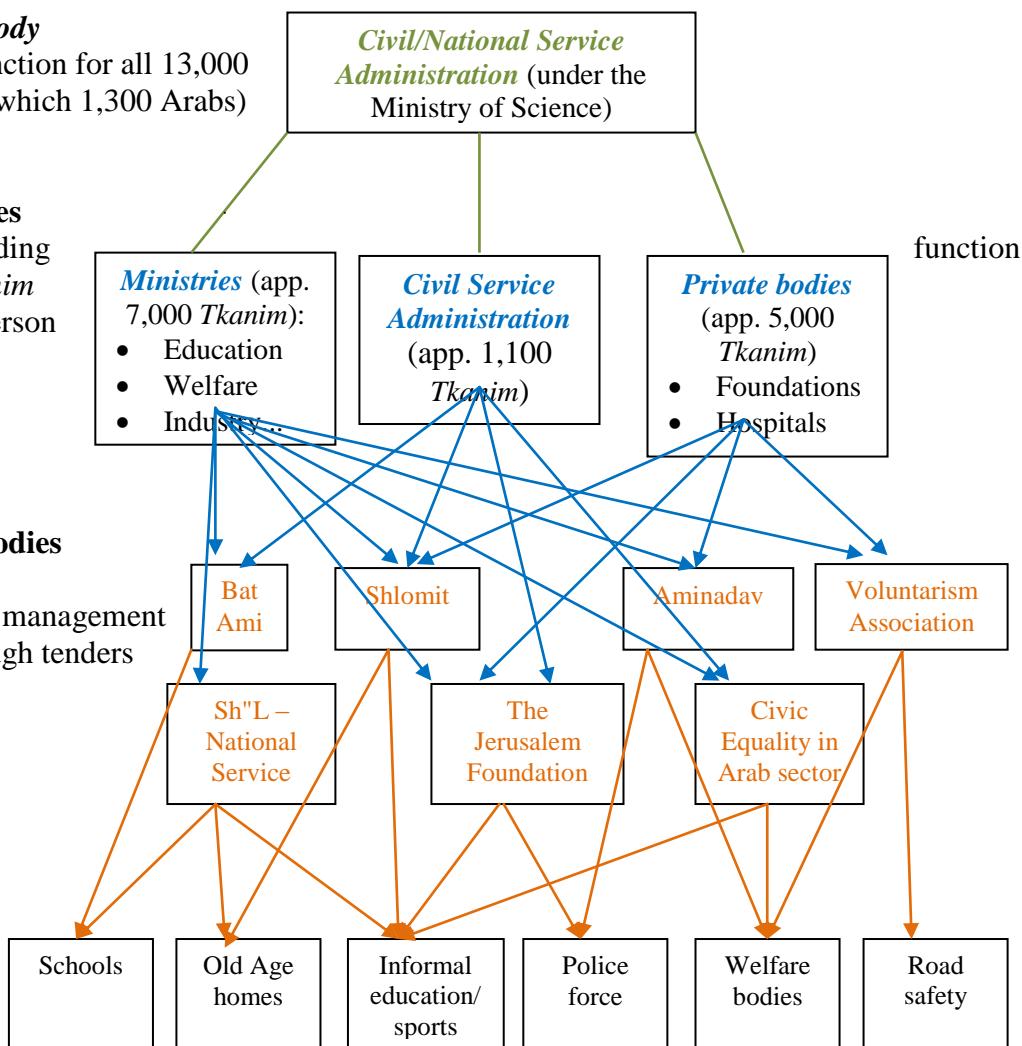 ody
nction for all 13,000
which 1,300 Arabs)
Civil/National Service
Administration (under the
Ministry of Science)
es
ding
nim
erson
function
Ministries (app.
7,000 Tkanim):
• Education
• Welfare
• Industry ..
Civil Service
Administration
(app. 1,100
Tkanim)
Private bodies
(app. 5,000
Tkanim)
• Foundations
• Hospitals
odies
management
gh tenders
Bat
Ami
Shlomit
Aminadav
Voluntarism
Association
Sh"L –
National
Service
The
Jerusalem
Foundation
Civic
Equality in
Arab sector
Schools
Old Age
homes
Informal
education/
sports
Police
force
Welfare
bodies
Road
safety